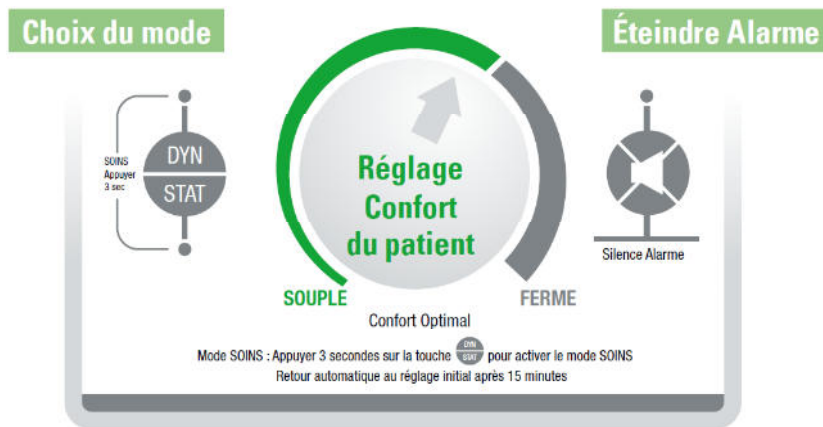 Choix du mode
Éteindre Alarme
SOINS
Appuyer
3 sec
DYN
STAT
Réglage
Confort
du patient
Silence Alarme
SOUPLE
FERME
Confort Optimal
Mode SOINS : Appuyer 3 secondes sur la touche DYN STAT pour activer le mode SOINS
Retour automatique au réglage initial après 15 minutes